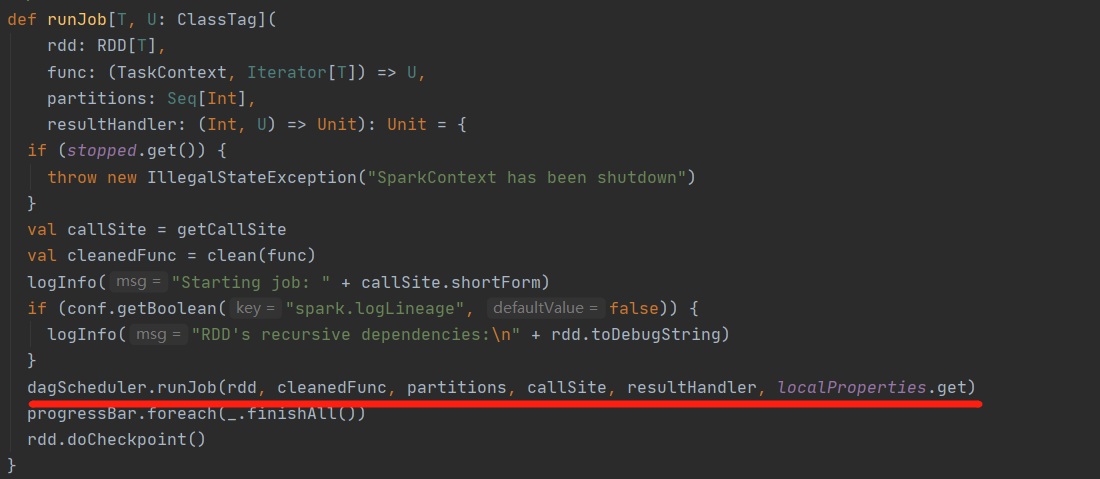 def runJob[T, U: ClassTag](
rdd: RDD[T],
func: (TaskContext, Iterator[T]) => U,
partitions: Seq[Int],
resultHandler: (Int, U) => Unit): Unit = {
if (stopped.get()) {
throw new IllegalStateException("SparkContext has been shutdown")
}
val callSite = getCallSite
val cleanedFunc = clean(func)
logInfo( msg = "Starting job: " + callSite.shortForm)
if (conf.getBoolean( key = "spark.logLineage", defaultValue = false)) {
logInfo( msg = "RDD's recursive dependencies:\n" + rdd.toDebugString)
}
dagScheduler.runJob(rdd, cleanedFunc, partitions, callSite, resultHandler, localProperties.get)
progressBar.foreach(_.finishAll())
rdd.doCheckpoint()
}